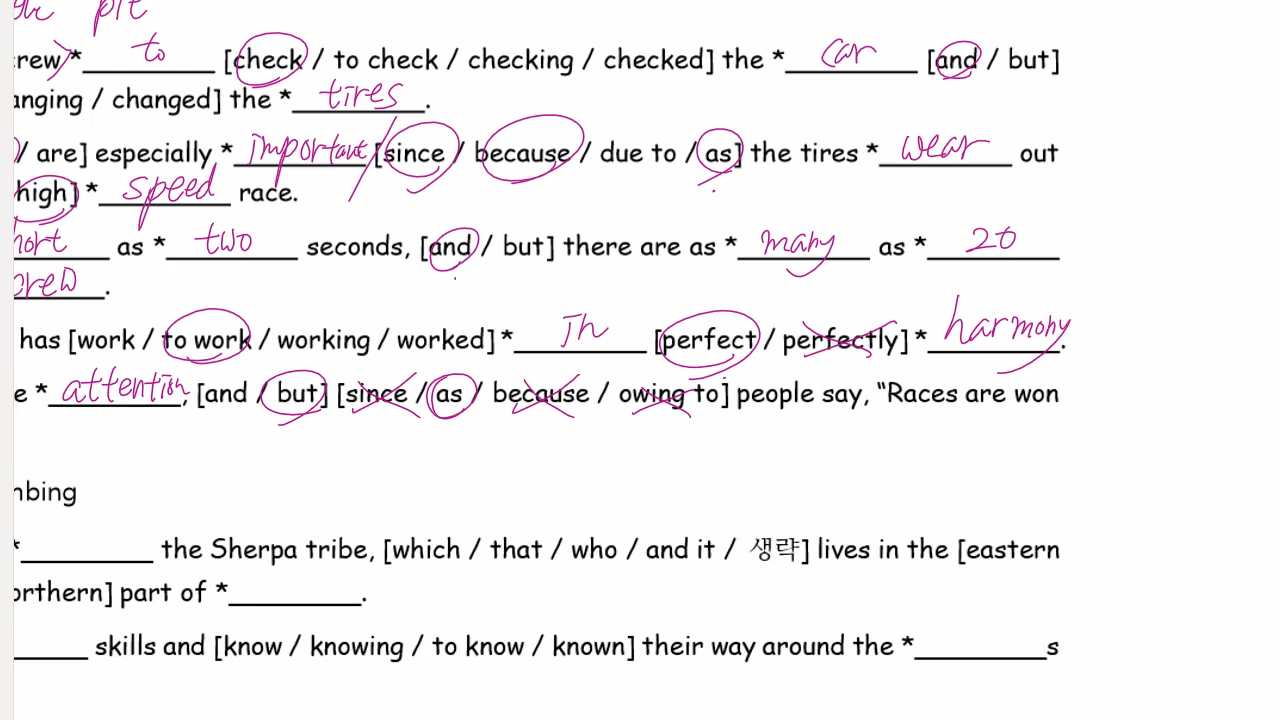 pit
crew * to [check / to check / checking / checked] the * car [and / but]
anging / changed] the * tires.
/ are] especially * important [since / because / due to / as] the tires * wear out
high] * speed race.
hort as * two seconds, [and / but] there are as * many as * 20
crew.
has [work / to work / working / worked] * in [perfect / perfectly] * harmony.
e * attention, [and / but] [since / as / because / owing to] people say, “Races are won
mbing
* the Sherpa tribe, [which / that / who / and it / 생략] lives in the [eastern
orthern] part of *.
skills and [know / knowing / to know / known] their way around the *s